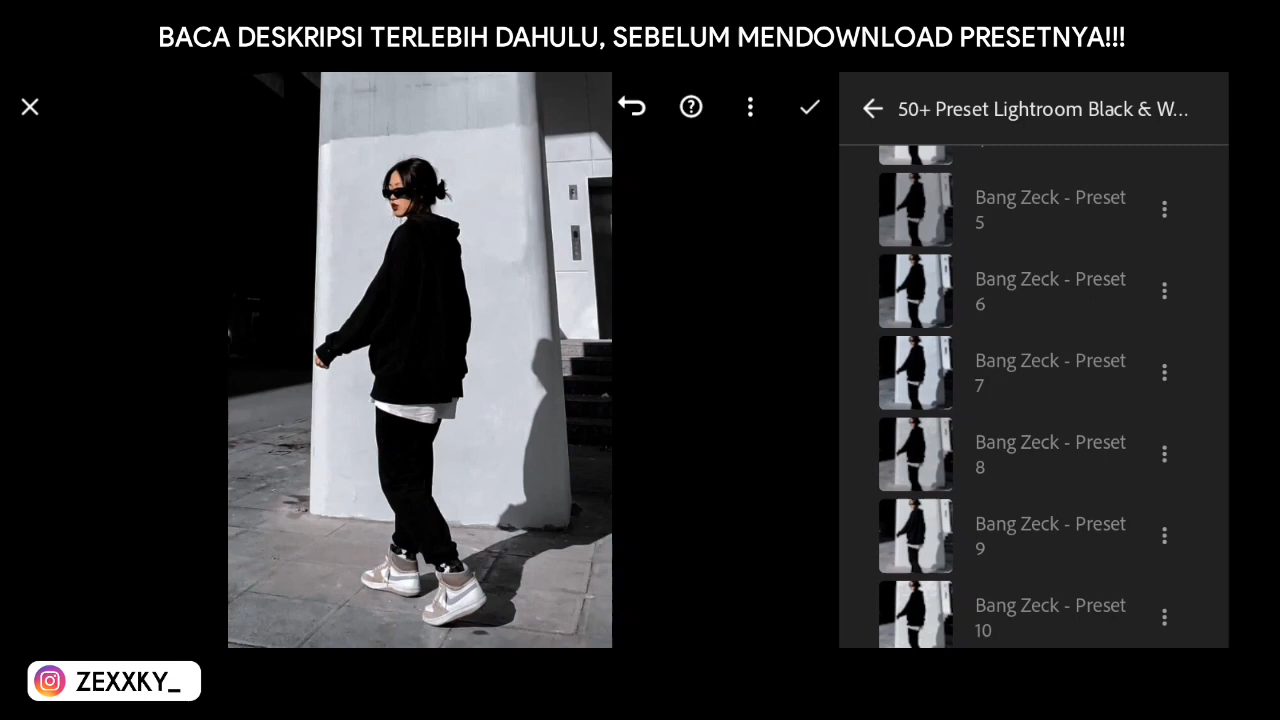 BACA DESKRIPSI TERLEBIH DAHULU, SEBELUM MENDOWNLOAD PRESETNYA!!!
50+ Preset Lightroom Black & W...
Bang Zeck - Preset
5
Bang Zeck - Preset
6
Bang Zeck - Preset
7
Bang Zeck - Preset
8
Bang Zeck - Preset
9
Bang Zeck - Preset
10
ZEXXKY_